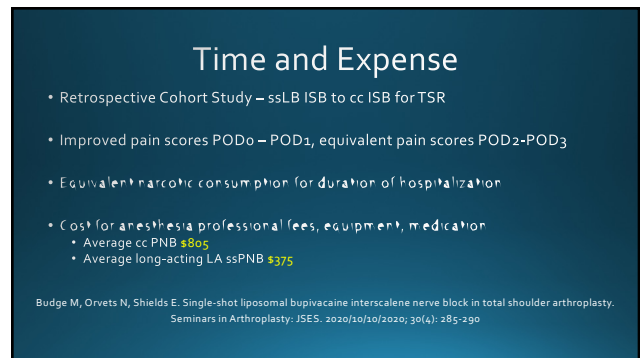 Time and Expense
• Retrospective Cohort Study – ssLB ISB to cc ISB for TSR
• Improved pain scores POD0 – POD1, equivalent pain scores POD2-POD3
• Equivalent narcotic consumption for duration of hospitalization
• Cost for anesthesia professional fees, equipment, medication
• Average cc PNB $805
• Average long-acting LA ssPNB $375
Budge M, Orvets N, Shields E. Single-shot liposomal bupivacaine interscalene nerve block in total shoulder arthroplasty.
Seminars in Arthroplasty: JSES. 2020/10/10/2020; 30(4): 285-290